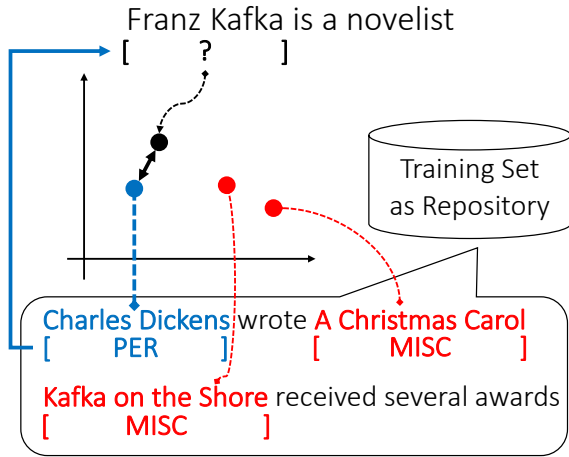 Franz Kafka is a novelist
[ ? ]
Training Set
as Repository
Charles Dickens wrote A Christmas Carol
[ PER ] [ MISC ]
Kafka on the Shore received several awards
[ MISC ]